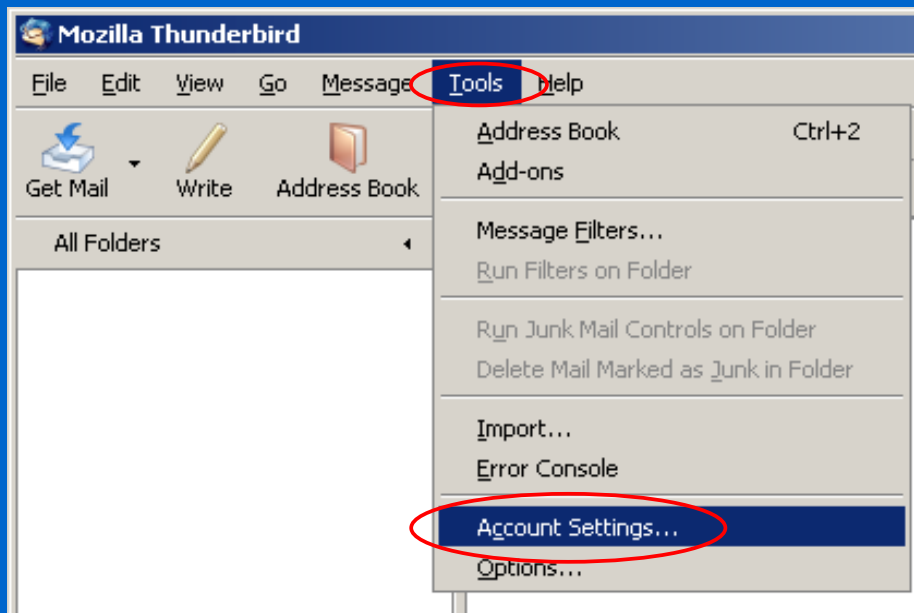 Mozilla Thunderbird
File Edit View Go Message Tools Help
Get Mail Write Address Book
All Folders
Address Book Ctrl+2
Add-ons
Message Filters...
Run Filters on Folder
Run Junk Mail Controls on Folder
Delete Mail Marked as Junk in Folder
Import...
Error Console
Account Settings...
Options...